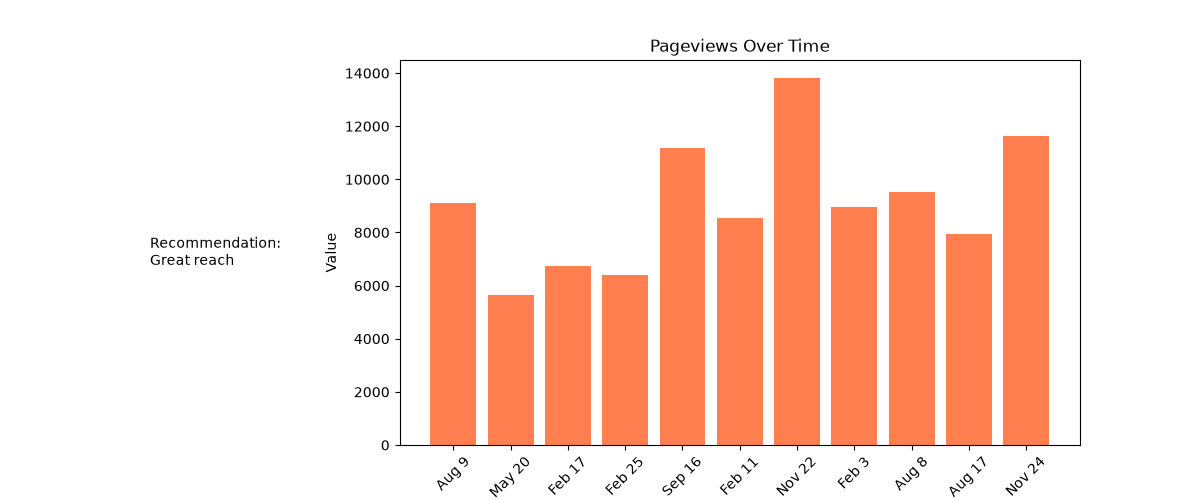 Pageviews Over Time
Recommendation:
Great reach
Value
14000
12000
10000
8000
6000
4000
2000
0
Aug 9
May 20
Feb 17
Feb 25
Sep 16
Feb 11
Nov 22
Feb 3
Aug 8
Aug 17
Nov 24